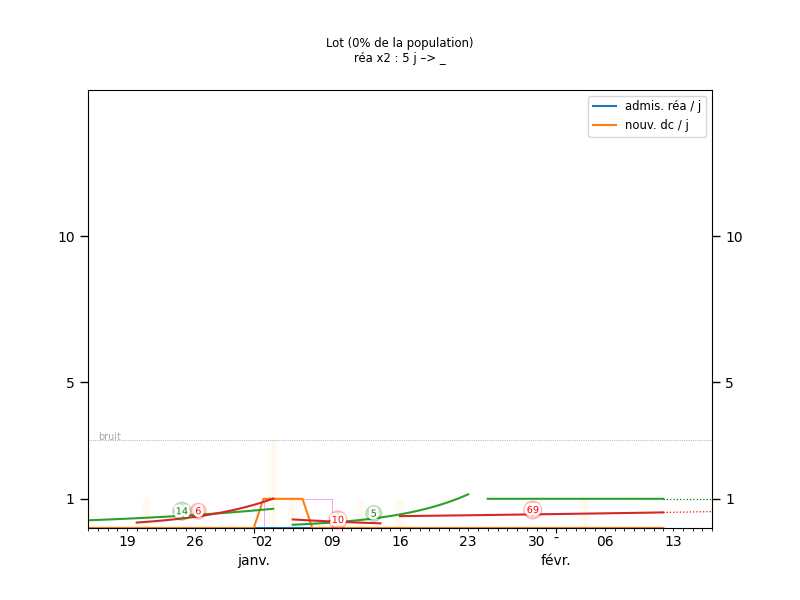 Lot (0% de la population)
réa x2 : 5 j –> _
admis. réa / j
nouv. dc / j
10
10
5
5
bruit
1
1
14
6
10
5
69
19
26
02
09
16
23
30
06
13
janv.
févr.